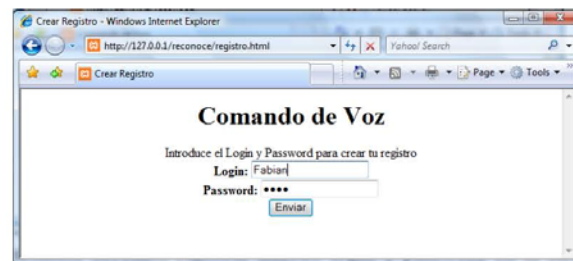 Crear Registro - Windows Internet Explorer
http://127.0.0.1/reconoce/registro.html
Yahoo! Search
Crear Registro
Page
Tools
Comando de Voz
Introduce el Login y Password para crear tu registro
Login: Fabian
Password: ••••
Enviar